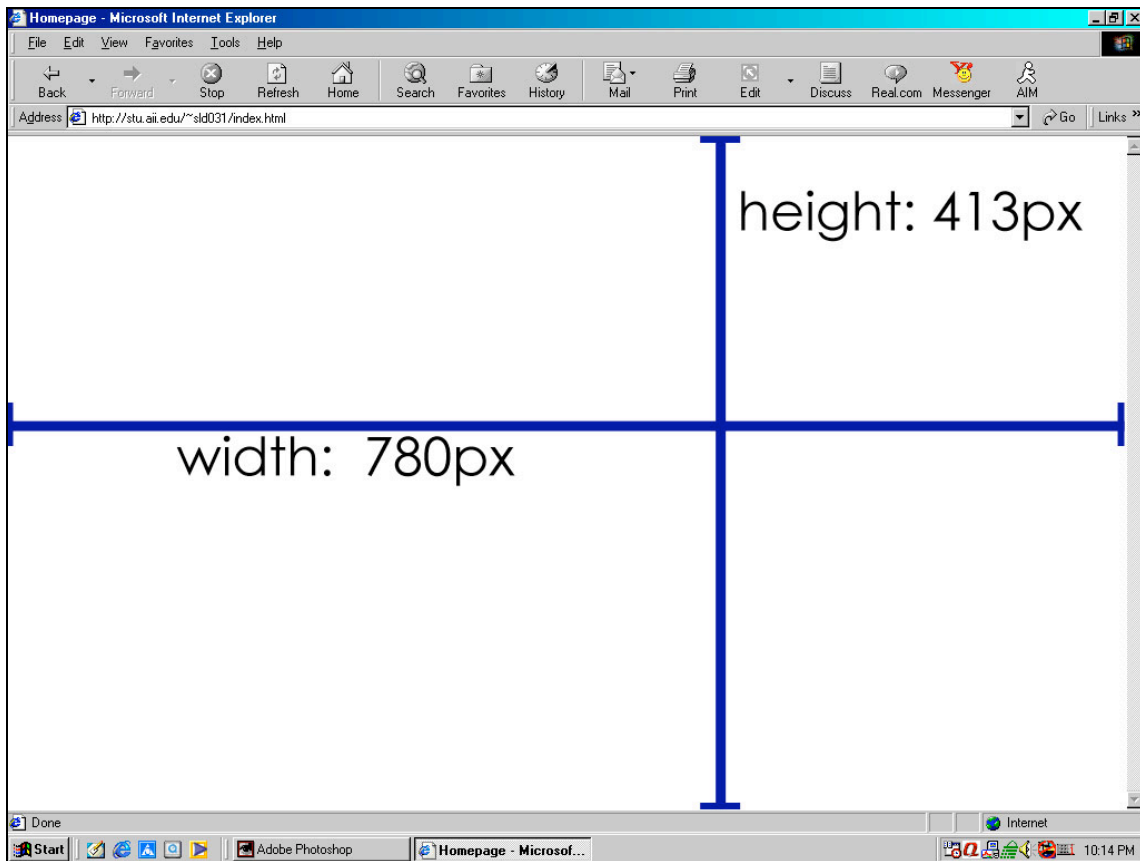 Homepage - Microsoft Internet Explorer
File Edit View Favorites Tools Help
Back Forward Stop Refresh Home Search Favorites History Mail Print Edit Discuss Real.com Messenger AIM
Address http://stu.aii.edu/~sld031/index.html Go Links »
height: 413px
width: 780px
Done Internet
Start Adobe Photoshop Homepage - Microsof... 10:14 PM